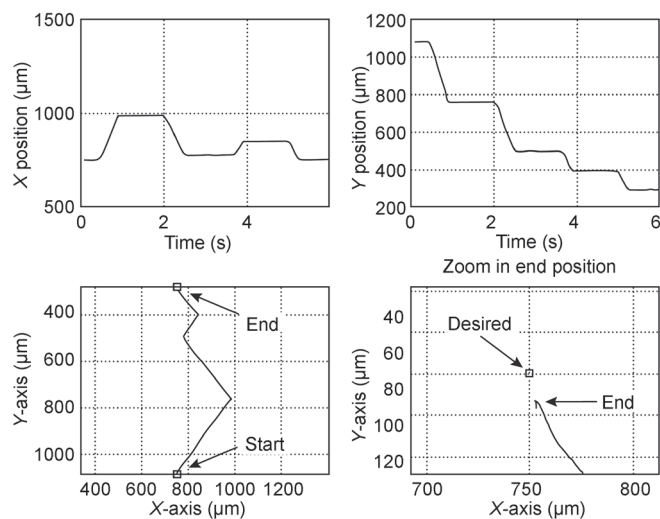 1500
1000
500
X position (μm)
0
2
4
Time (s)
1200
1000
800
600
400
200
Y position (μm)
0
2
4
6
Time (s)
400
600
800
1000
Y-axis (μm)
End
Start
400
600
800
1000
1200
X-axis (μm)
Zoom in end position
40
60
80
100
120
Y-axis (μm)
Desired
End
700
750
800
X-axis (μm)